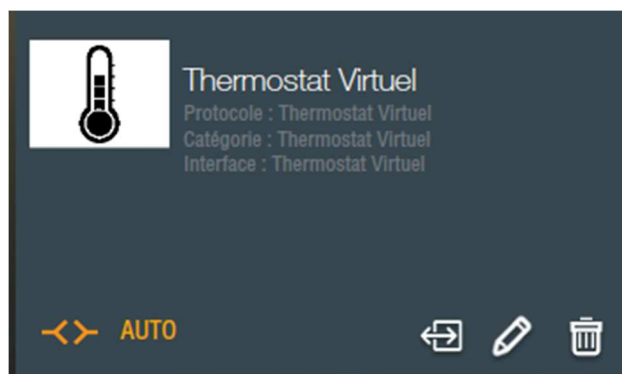 Thermostat Virtuel
Protocole : Thermostat Virtuel
Catégorie : Thermostat Virtuel
Interface : Thermostat Virtuel
AUTO